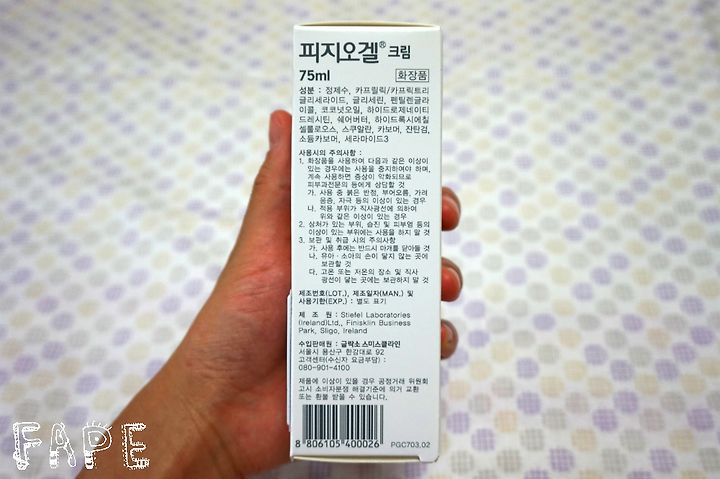 피지오겔® 크림
75ml 화장품
성분 : 정제수, 카프릴릭/카프릭트리
글리세라이드, 글리세린, 펜틸렌글라
이콜, 코코넛오일, 하이드로제네이티
드레시틴, 쉐어버터, 하이드록시에칠
셀룰로오스, 스쿠알란, 카보머, 잔탄검,
소듐카보머, 세라마이드3
사용시의 주의사항 :
1. 화장품을 사용하여 다음과 같은 이상이
있는 경우에는 사용을 중지하여야 하며,
계속 사용하면 증상이 악화되므로
피부과전문의 등에게 상담할 것
가. 사용 중 붉은 반점, 부어오름, 가려
움증, 자극 등의 이상이 있는 경우
나. 적용 부위가 직사광선에 의하여
위와 같은 이상이 있는 경우
2. 상처가 있는 부위, 습진 및 피부염 등의
이상이 있는 부위에는 사용을 하지 말 것
3. 보관 및 취급 시의 주의사항
가. 사용 후에는 반드시 마개를 닫아둘 것
나. 유아·소아의 손이 닿지 않는 곳에
보관할 것
다. 고온 또는 저온의 장소 및 직사
광선이 닿는 곳에는 보관하지 말 것
제조번호(LOT.), 제조일자(MAN.) 및
사용기한(EXP.) : 별도 표기
제 조 원 : Stiefel Laboratories
(Ireland)Ltd., Finisklin Business
Park, Sligo, Ireland
수입판매원 : 글락소 스미스클라인
서울시 용산구 한강대로 92
고객센터(수신자 요금부담) :
080-901-4100
제품에 이상이 있을 경우 공정거래 위원회
고시 소비자분쟁 해결기준에 의거 교환
또는 환불 받을 수 있습니다.
8 806105 400026
PGC703.02
FAPE